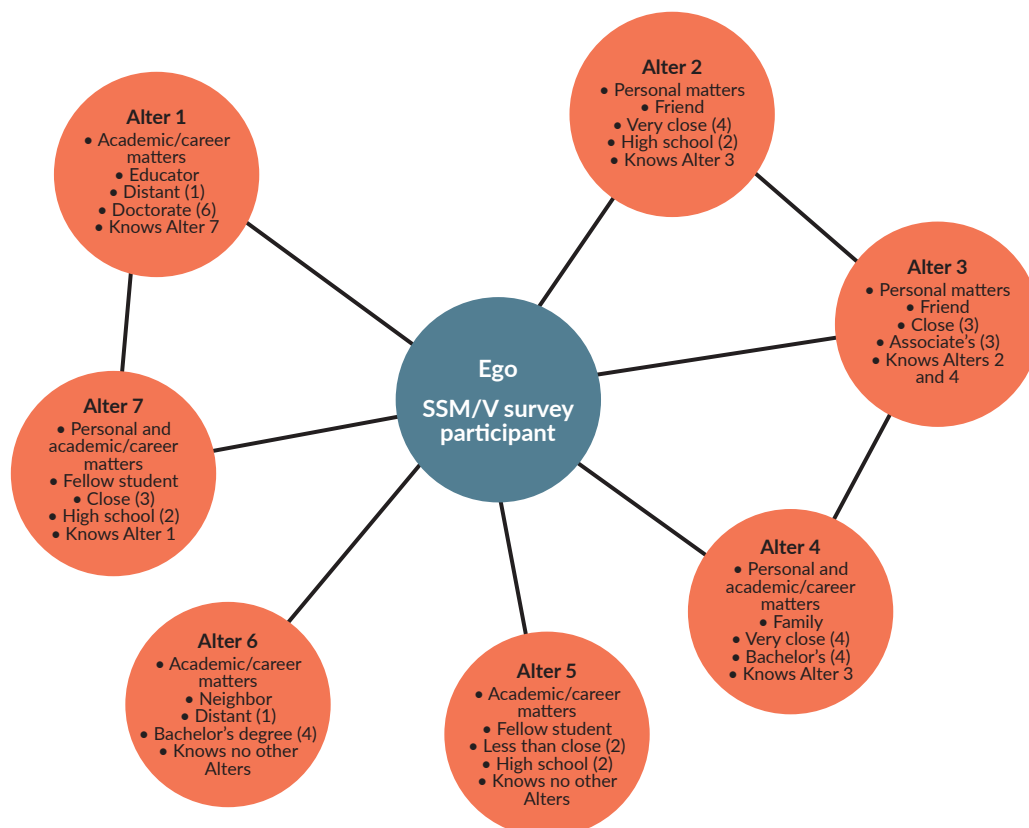 Alter 1
• Academic/career
matters
• Educator
• Distant (1)
• Doctorate (6)
• Knows Alter 7
Alter 2
• Personal matters
• Friend
• Very close (4)
• High school (2)
• Knows Alter 3
Alter 3
• Personal matters
• Friend
• Close (3)
• Associate's (3)
• Knows Alters 2
and 4
Ego
SSM/V survey
participant
Alter 7
• Personal and
academic/career
matters
• Fellow student
• Close (3)
• High school (2)
• Knows Alter 1
Alter 4
• Personal and
academic/career
matters
• Family
• Very close (4)
• Bachelor's (4)
• Knows Alter 3
Alter 6
• Academic/career
matters
• Neighbor
• Distant (1)
• Bachelor's degree (4)
• Knows no other
Alters
Alter 5
• Academic/career
matters
• Fellow student
• Less than close (2)
• High school (2)
• Knows no other
Alters